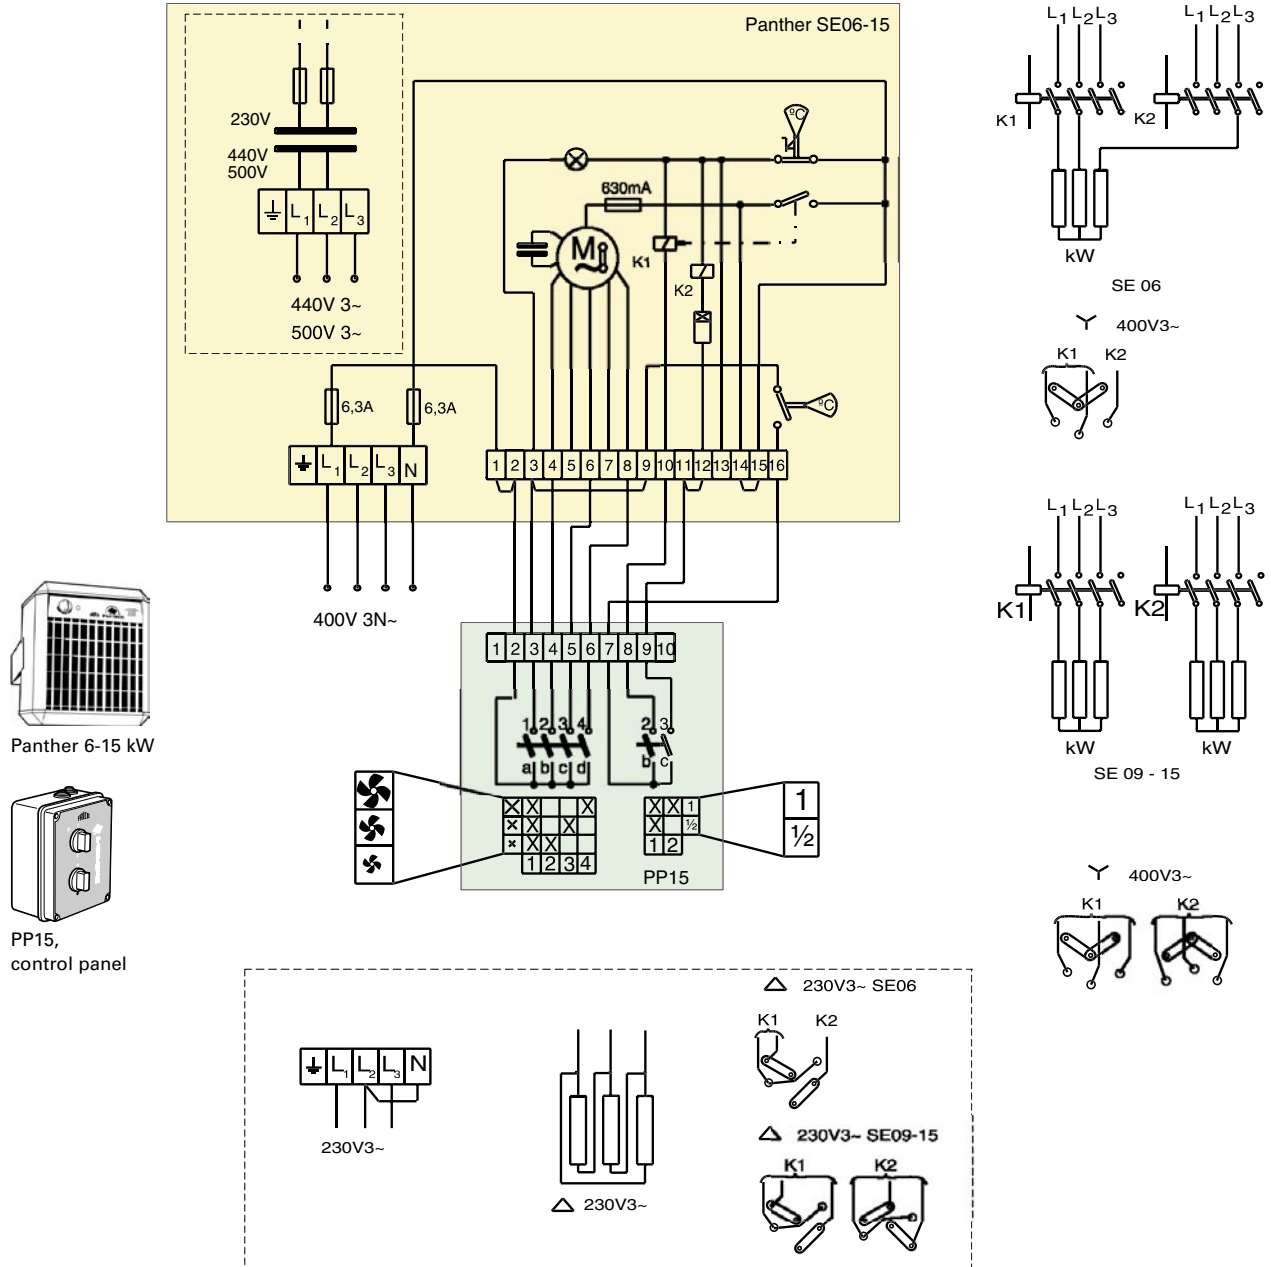 Panther SE06-15
230V
440V
500V
L1 L2 L3
440V 3~
500V 3~
ºC
630mA
M
K1
K2
6,3A
6,3A
ºC
L1 L2 L3 N
1 2 3 4 5 6 7 8 9 10 11 12 13 14 15 16
400V 3N~
1 2 3 4 5 6 7 8 9 10
1 2 3 4
a b c d
2 3
b c
X X X
x X X
x X X
1 2 3 4
X X 1
X ½
1 2
1
½
PP15
Panther 6-15 kW
PP15,
control panel
L1 L2 L3
L1 L2 L3
K1
K2
kW
SE 06
400V3~
K1 K2
L1 L2 L3
L1 L2 L3
K1
K2
kW
kW
SE 09 - 15
400V3~
K1
K2
L1 L2 L3 N
230V3~
230V3~
230V3~ SE06
K1 K2
230V3~ SE09-15
K1
K2